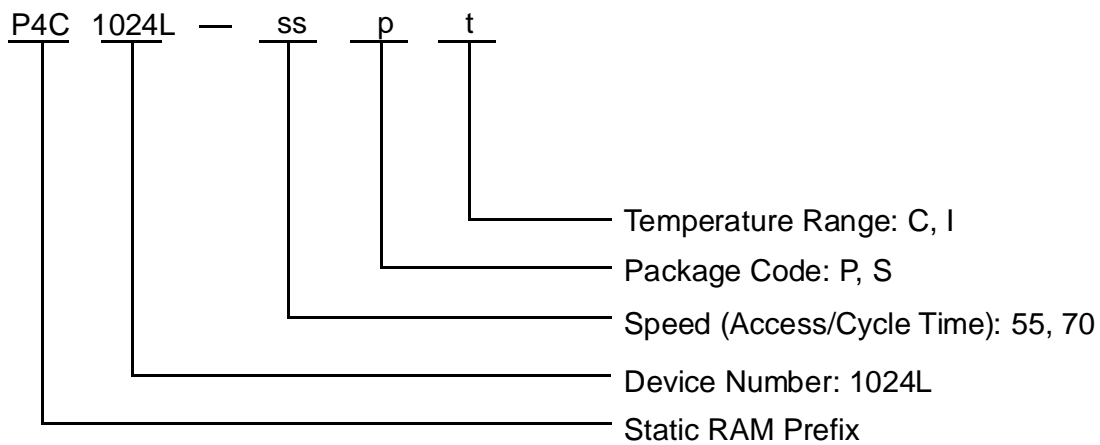 P4C 1024L — ss p t
Temperature Range: C, I
Package Code: P, S
Speed (Access/Cycle Time): 55, 70
Device Number: 1024L
Static RAM Prefix